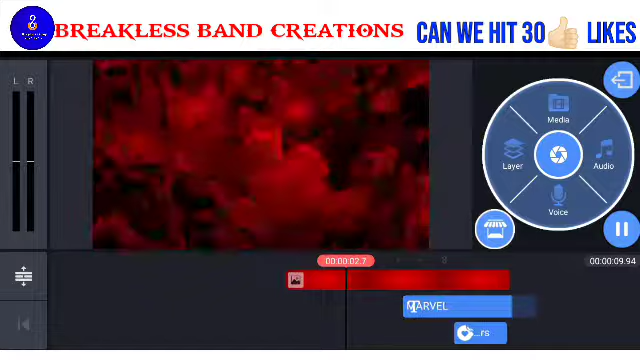 BREAKLESS BAND CREATIONS
CAN WE HIT 30 LIKES
L R
Media
Layer
Audio
Voice
00:00:02.7
00:00:09.94
MARVEL
...rs